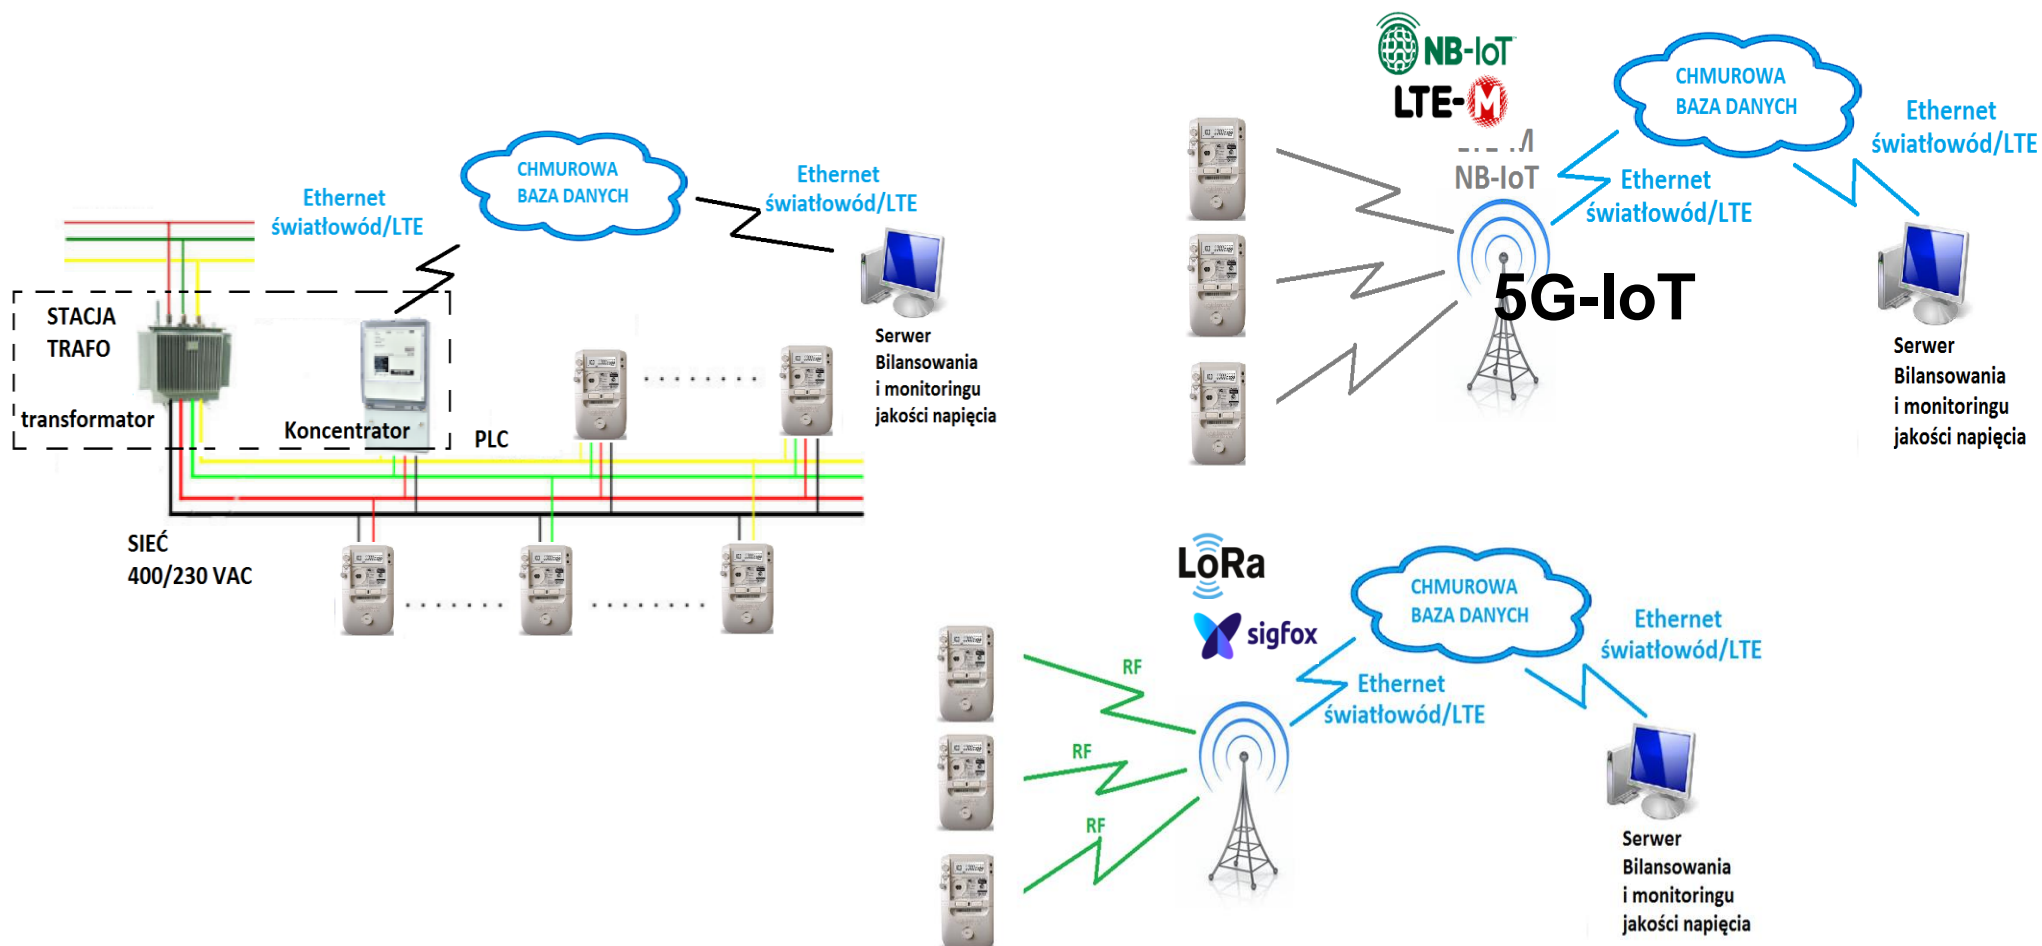 Ethernet
światłowód/LTE
CHMUROWA
BAZA DANYCH
Ethernet
światłowód/LTE
STACJA
TRAFO
transformator
Koncentrator
PLC
Serwer
Bilansowania
i monitoringu
jakości napięcia
SIEĆ
400/230 VAC
NB-IoT
LTE-M
NB-IoT
5G-IoT
CHMUROWA
BAZA DANYCH
Ethernet
światłowód/LTE
Ethernet
światłowód/LTE
Serwer
Bilansowania
i monitoringu
jakości napięcia
LoRa
sigfox
RF
RF
RF
CHMUROWA
BAZA DANYCH
Ethernet
światłowód/LTE
Ethernet
światłowód/LTE
Serwer
Bilansowania
i monitoringu
jakości napięcia